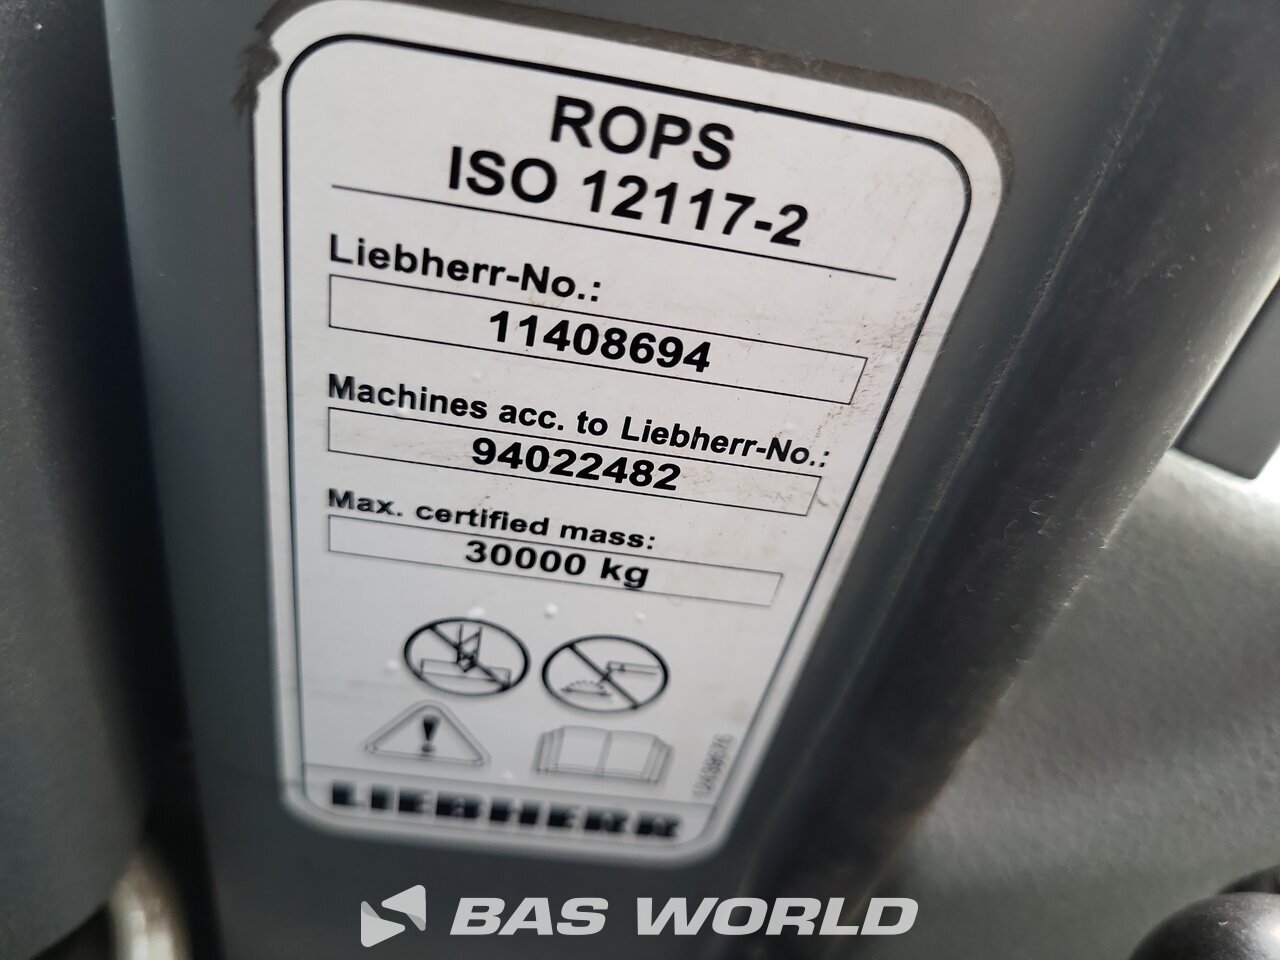 ROPS
ISO 12117-2
Liebherr-No.:
11408694
Machines acc. to Liebherr-No.:
94022482
Max. certified mass:
30000 kg
LIEBHERR
BAS WORLD